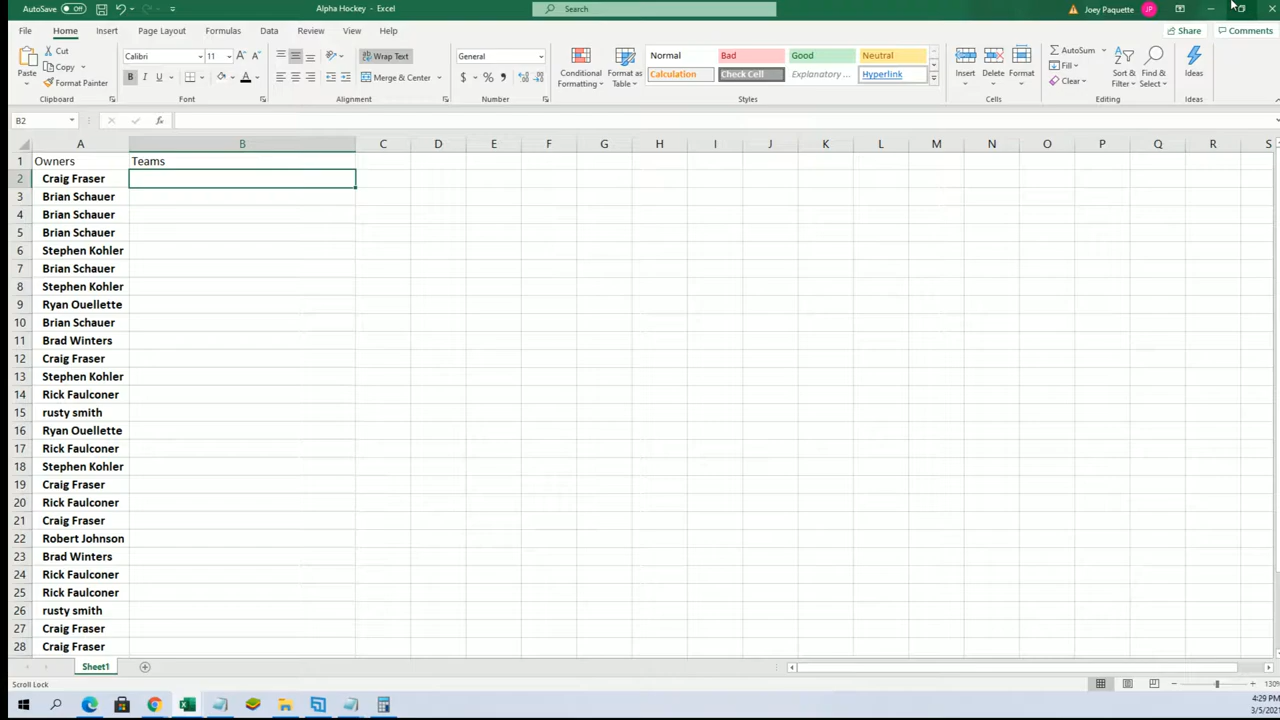 AutoSave Off Alpha Hockey - Excel Search Joey Paquette JP
File Home Insert Page Layout Formulas Data Review View Help Share Comments
Paste Cut Copy Format Painter Clipboard
Calibri 11 A A B I U A Font
ab Wrap Text Merge & Center Alignment
General $ % 9 Number
Conditional Formatting Format as Table Normal Bad Good Neutral Calculation Check Cell Explanatory ... Hyperlink Styles
Insert Delete Format Cells
AutoSum Fill Clear Sort & Filter Find & Select Editing
Ideas Ideas
B2 fx
A B C D E F G H I J K L M N O P Q R S
1 Owners Teams
2 Craig Fraser
3 Brian Schauer
4 Brian Schauer
5 Brian Schauer
6 Stephen Kohler
7 Brian Schauer
8 Stephen Kohler
9 Ryan Ouellette
10 Brian Schauer
11 Brad Winters
12 Craig Fraser
13 Stephen Kohler
14 Rick Faulconer
15 rusty smith
16 Ryan Ouellette
17 Rick Faulconer
18 Stephen Kohler
19 Craig Fraser
20 Rick Faulconer
21 Craig Fraser
22 Robert Johnson
23 Brad Winters
24 Rick Faulconer
25 Rick Faulconer
26 rusty smith
27 Craig Fraser
28 Craig Fraser
Sheet1
Scroll Lock 130%
4:29 PM